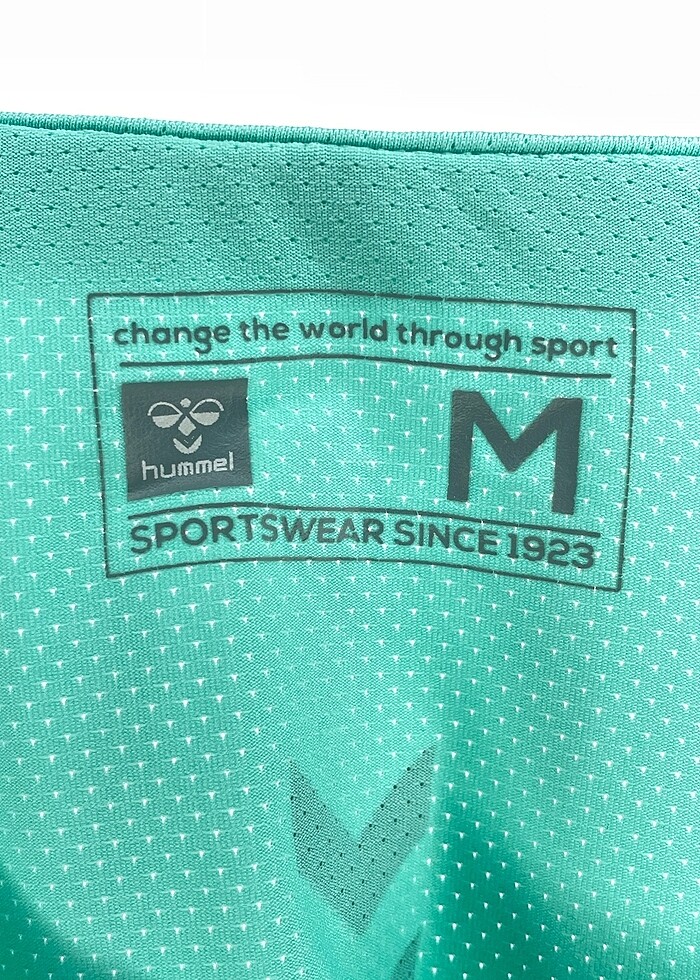 change the world through sport
hummel
M
SPORTSWEAR SINCE 1923